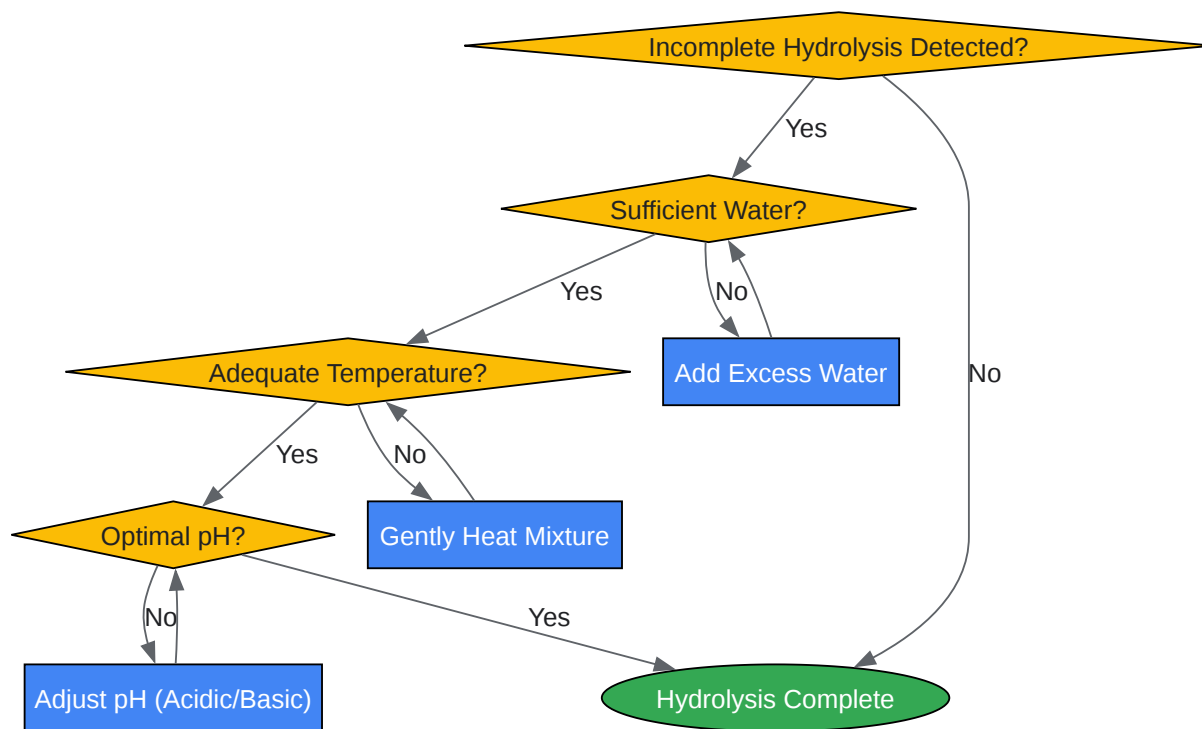 Incomplete Hydrolysis Detected?
Yes
Sufficient Water?
Yes
No
Adequate Temperature?
Add Excess Water
No
Yes
No
Optimal pH?
Gently Heat Mixture
No
Yes
Adjust pH (Acidic/Basic)
Hydrolysis Complete